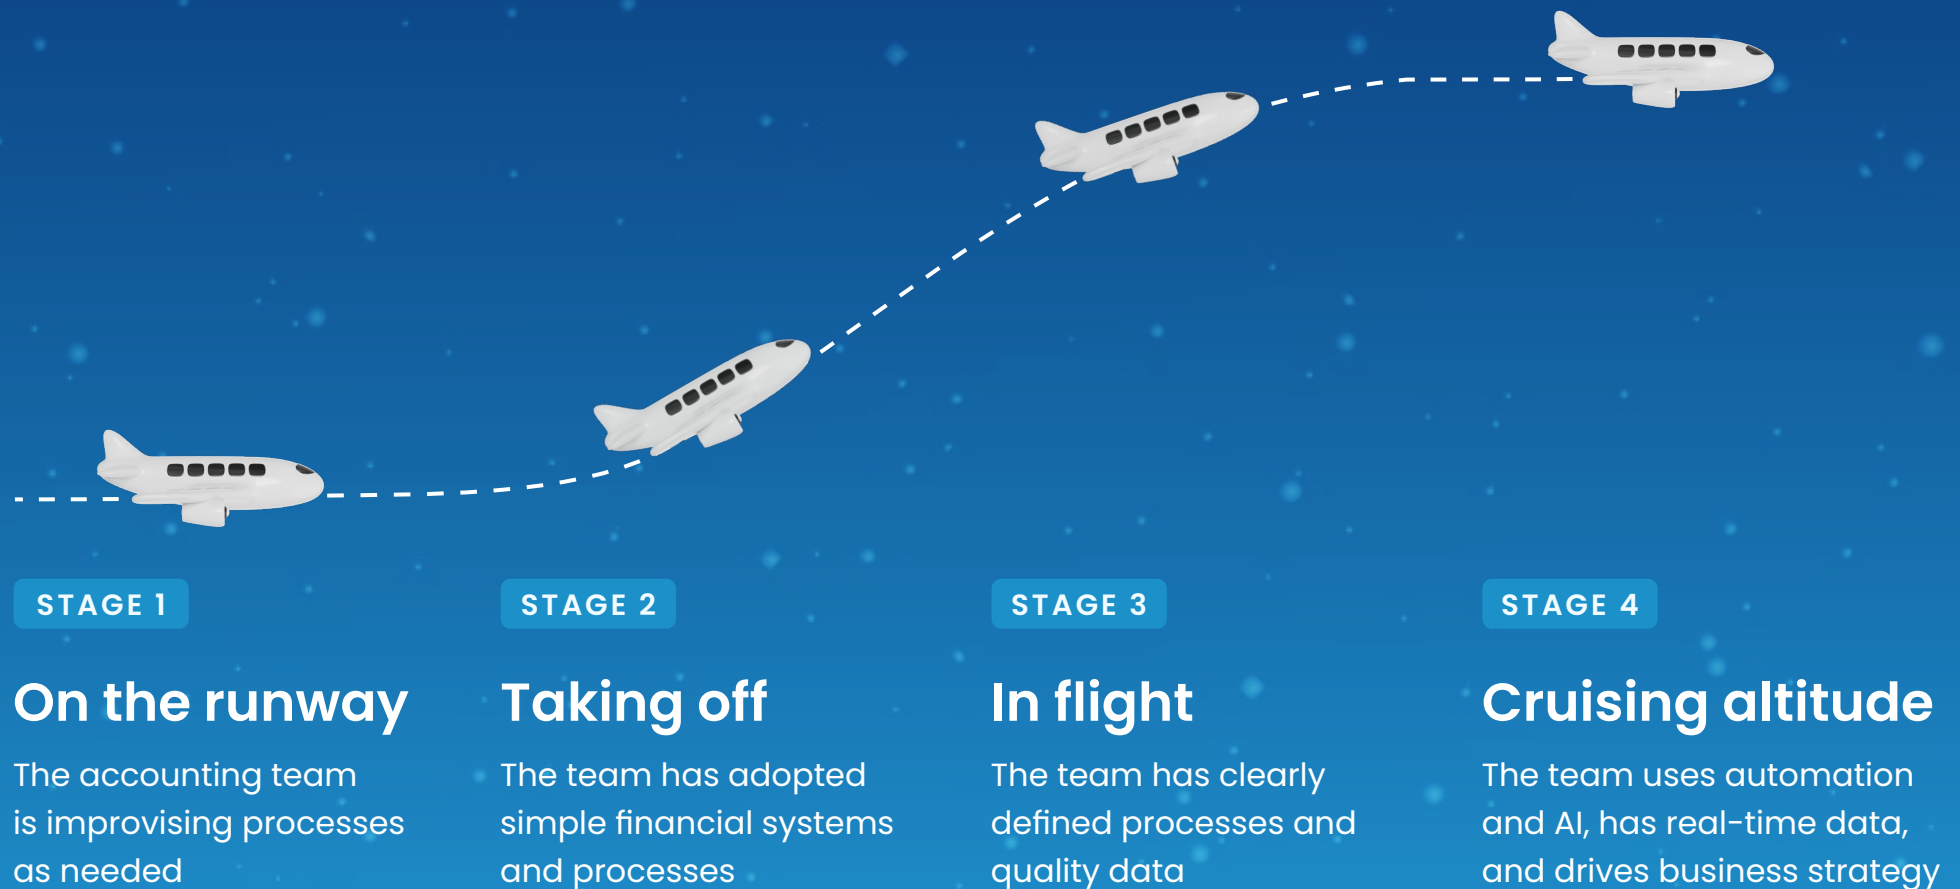 STAGE 1
On the runway
The accounting team
is improvising processes
as needed
STAGE 2
Taking off
The team has adopted
simple financial systems
and processes
STAGE 3
In flight
The team has clearly
defined processes and
quality data
STAGE 4
Cruising altitude
The team uses automation
and AI, has real-time data,
and drives business strategy